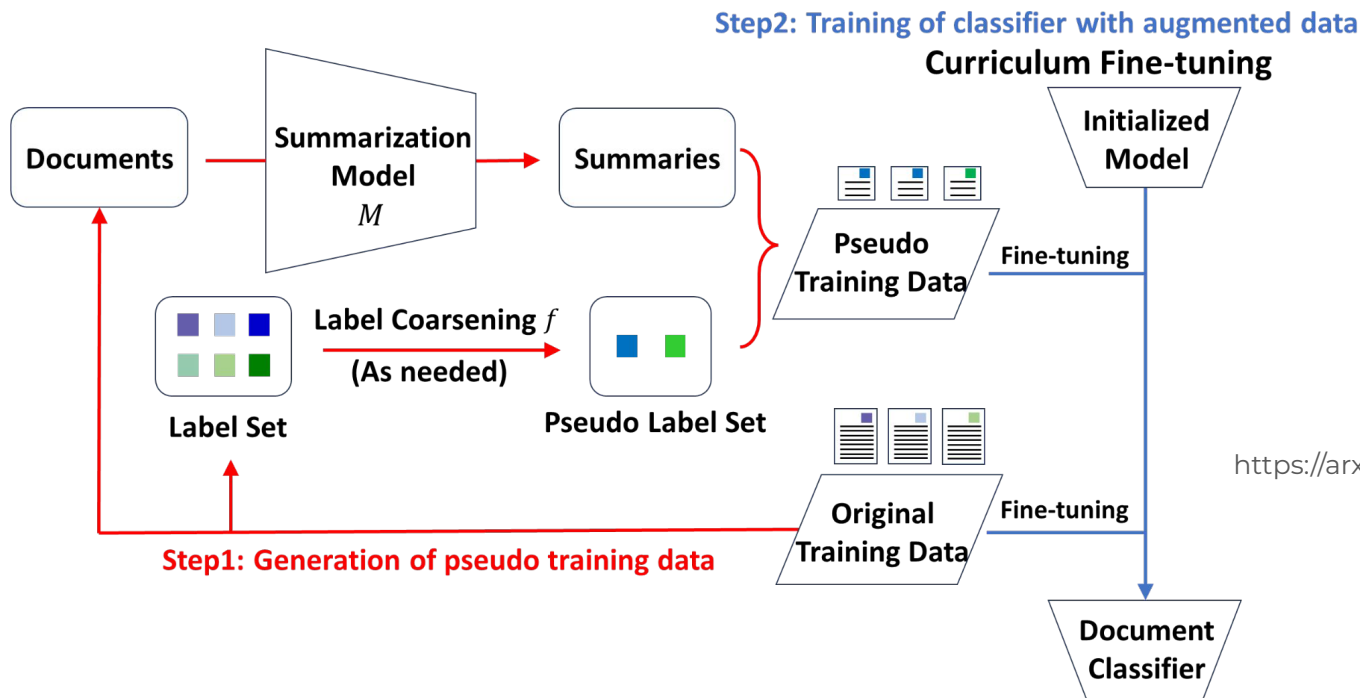 Step2: Training of classifier with augmented data
Curriculum Fine-tuning
Documents
Summarization
Model
M
Summaries
Initialized
Model
Pseudo
Training Data
Fine-tuning
Label Coarsening f
(As needed)
Label Set
Pseudo Label Set
https://arx
Original
Training Data
Fine-tuning
Step1: Generation of pseudo training data
Document
Classifier